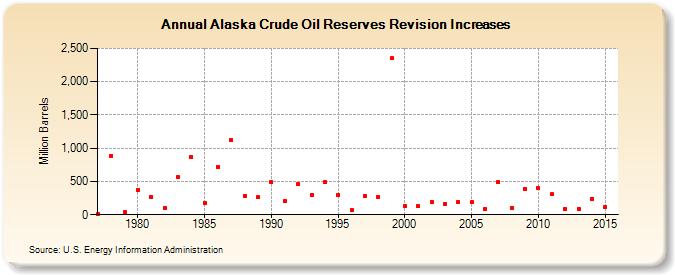 Annual Alaska Crude Oil Reserves Revision Increases
Million Barrels
2,500
2,000
1,500
1,000
500
0
1980 1985 1990 1995 2000 2005 2010 2015
Source: U.S. Energy Information Administration